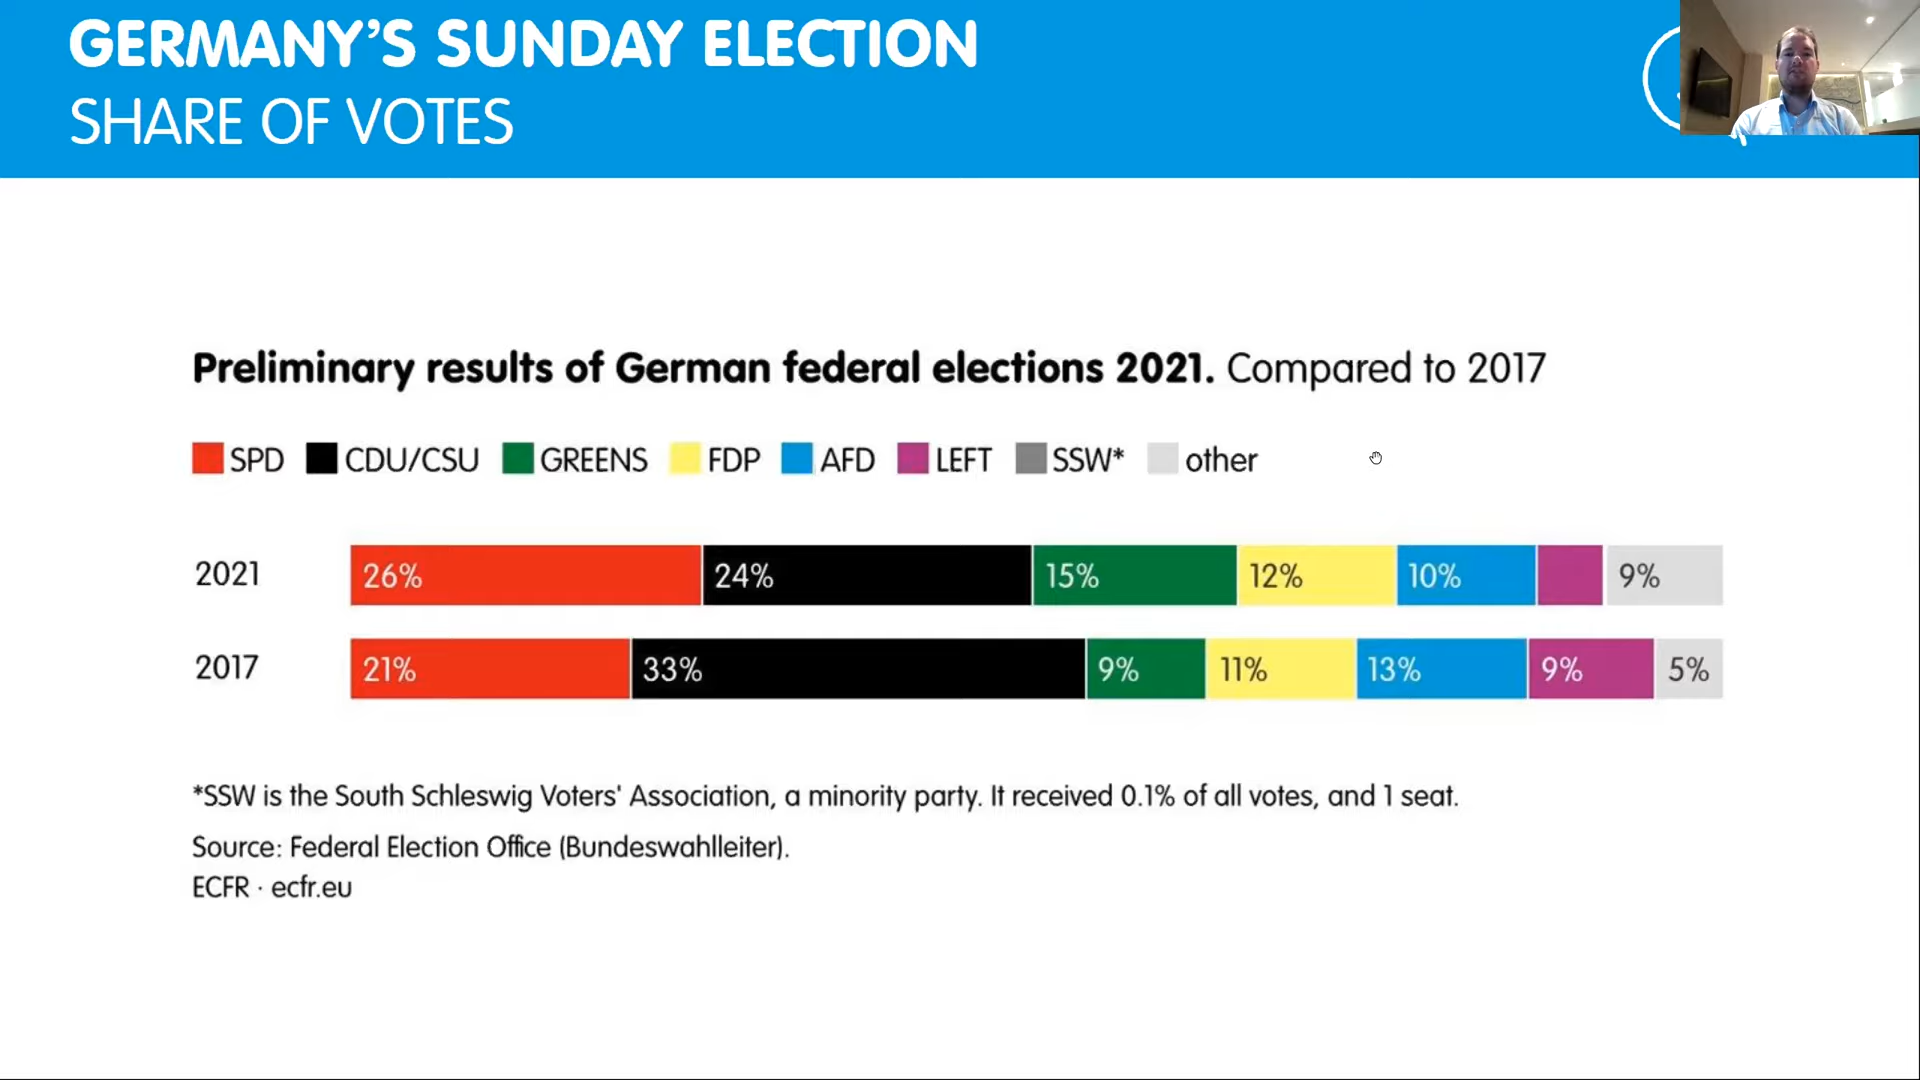 GERMANY'S SUNDAY ELECTION
SHARE OF VOTES
Preliminary results of German federal elections 2021. Compared to 2017
SPD CDU/CSU GREENS FDP AFD LEFT SSW* other
2021 26% 24% 15% 12% 10% 9%
2017 21% 33% 9% 11% 13% 9% 5%
*SSW is the South Schleswig Voters' Association, a minority party. It received 0.1% of all votes, and 1 seat.
Source: Federal Election Office (Bundeswahlleiter).
ECFR · ecfr.eu